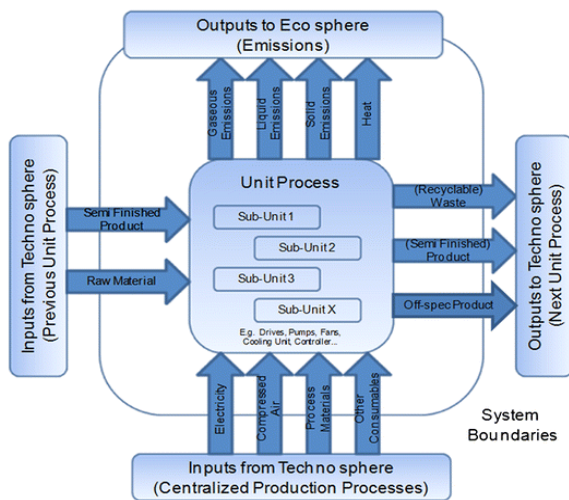 Outputs to Eco sphere
(Emissions)
Gaseous
Emissions
Liquid
Emissions
Solid
Emissions
Heat
Inputs from Techno sphere
(Previous Unit Process)
Semi Finished
Product
Raw Material
Unit Process
Sub-Unit 1
Sub-Unit 2
Sub-Unit 3
Sub-Unit X
E.g. Drives, Pumps, Fans,
Cooling Unit, Controller...
(Recyclable)
Waste
(Semi Finished)
Product
Off-spec Product
Outputs to Techno sphere
(Next Unit Process)
Electricity
Compressed
Air
Process
Materials
Other
Consumables
System
Boundaries
Inputs from Techno sphere
(Centralized Production Processes)